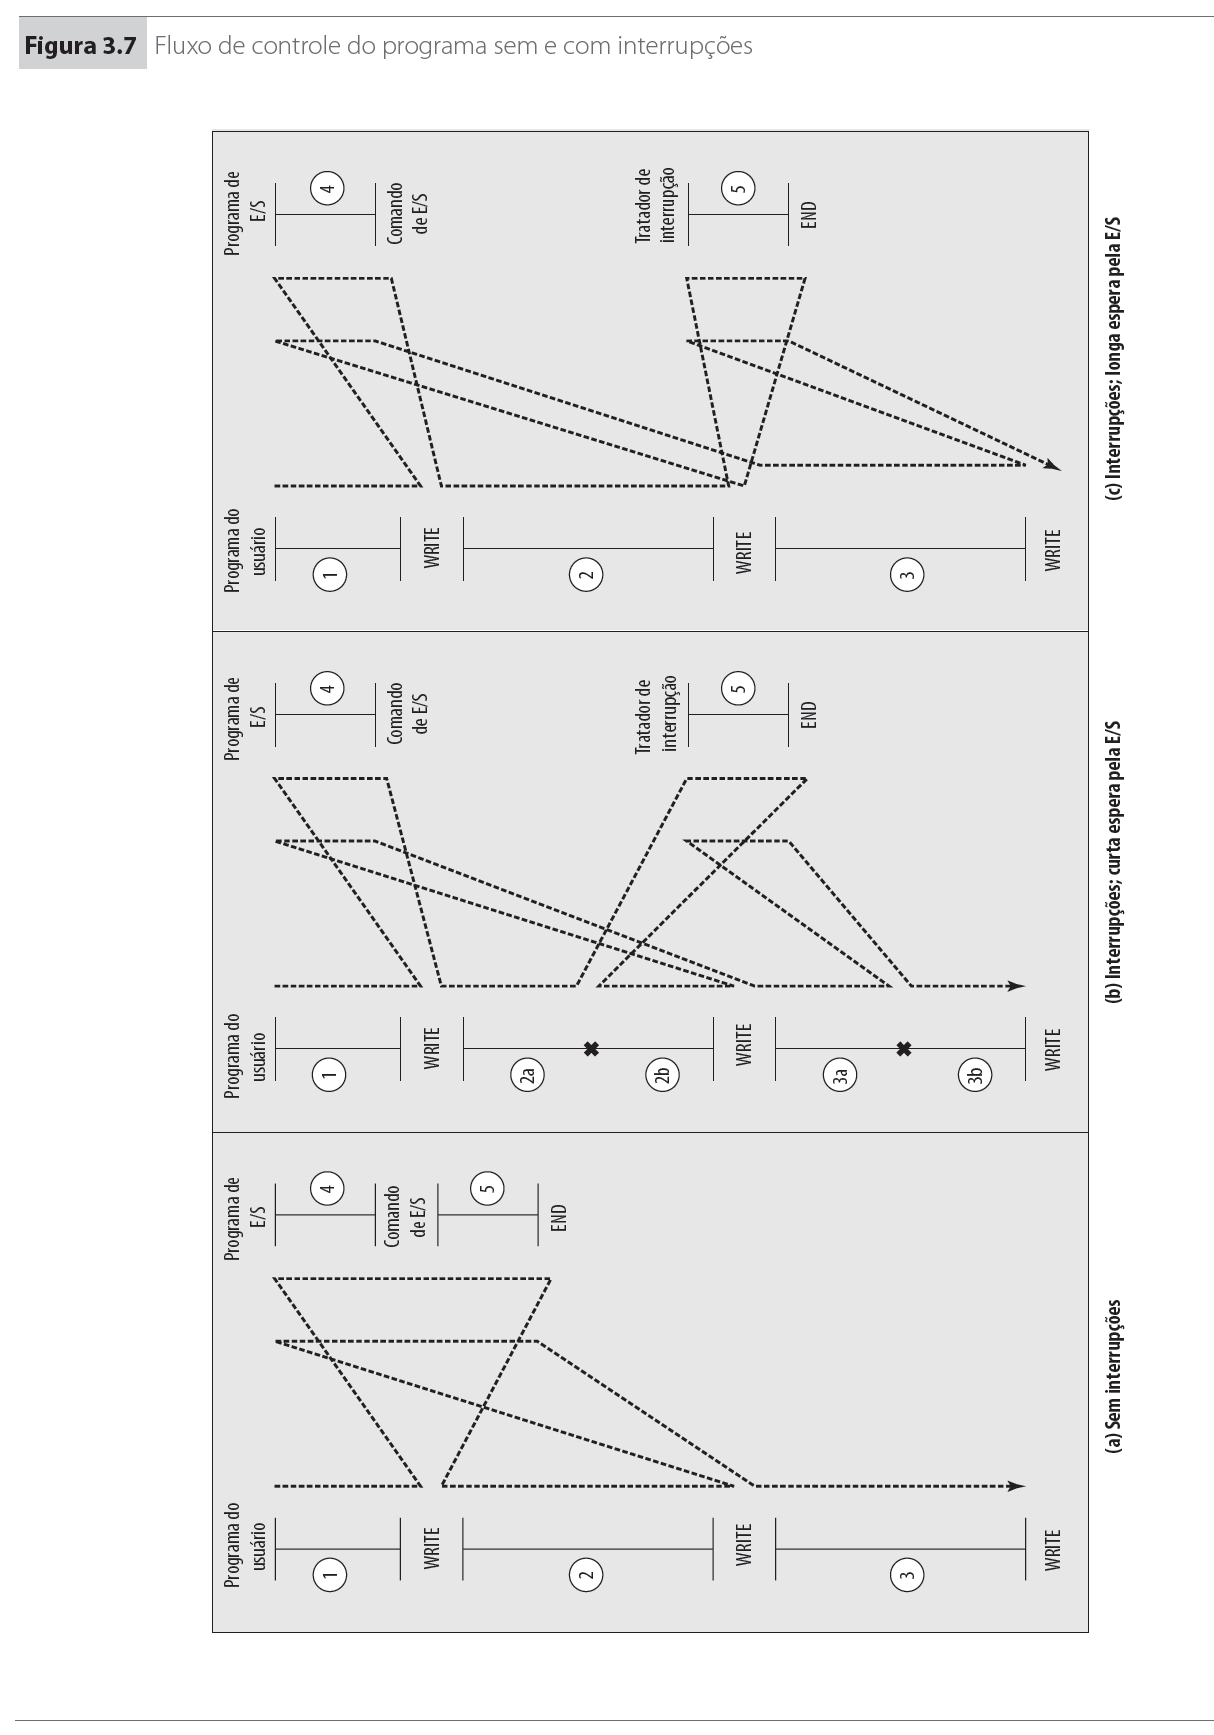 Figura 3.7 Fluxo de controle do programa sem e com interrupções
Programa do
usuário
1
WRITE
2
WRITE
3
WRITE
Programa de
E/S
4
Comando
de E/S
5
END
(a) Sem interrupções
Programa do
usuário
1
WRITE
2a
2b
WRITE
3a
3b
WRITE
Programa de
E/S
4
Comando
de E/S
Tratador de
interrupção
5
END
(b) Interrupções; curta espera pela E/S
Programa do
usuário
1
WRITE
2
WRITE
3
WRITE
Programa de
E/S
4
Comando
de E/S
Tratador de
interrupção
5
END
(c) Interrupções; longa espera pela E/S